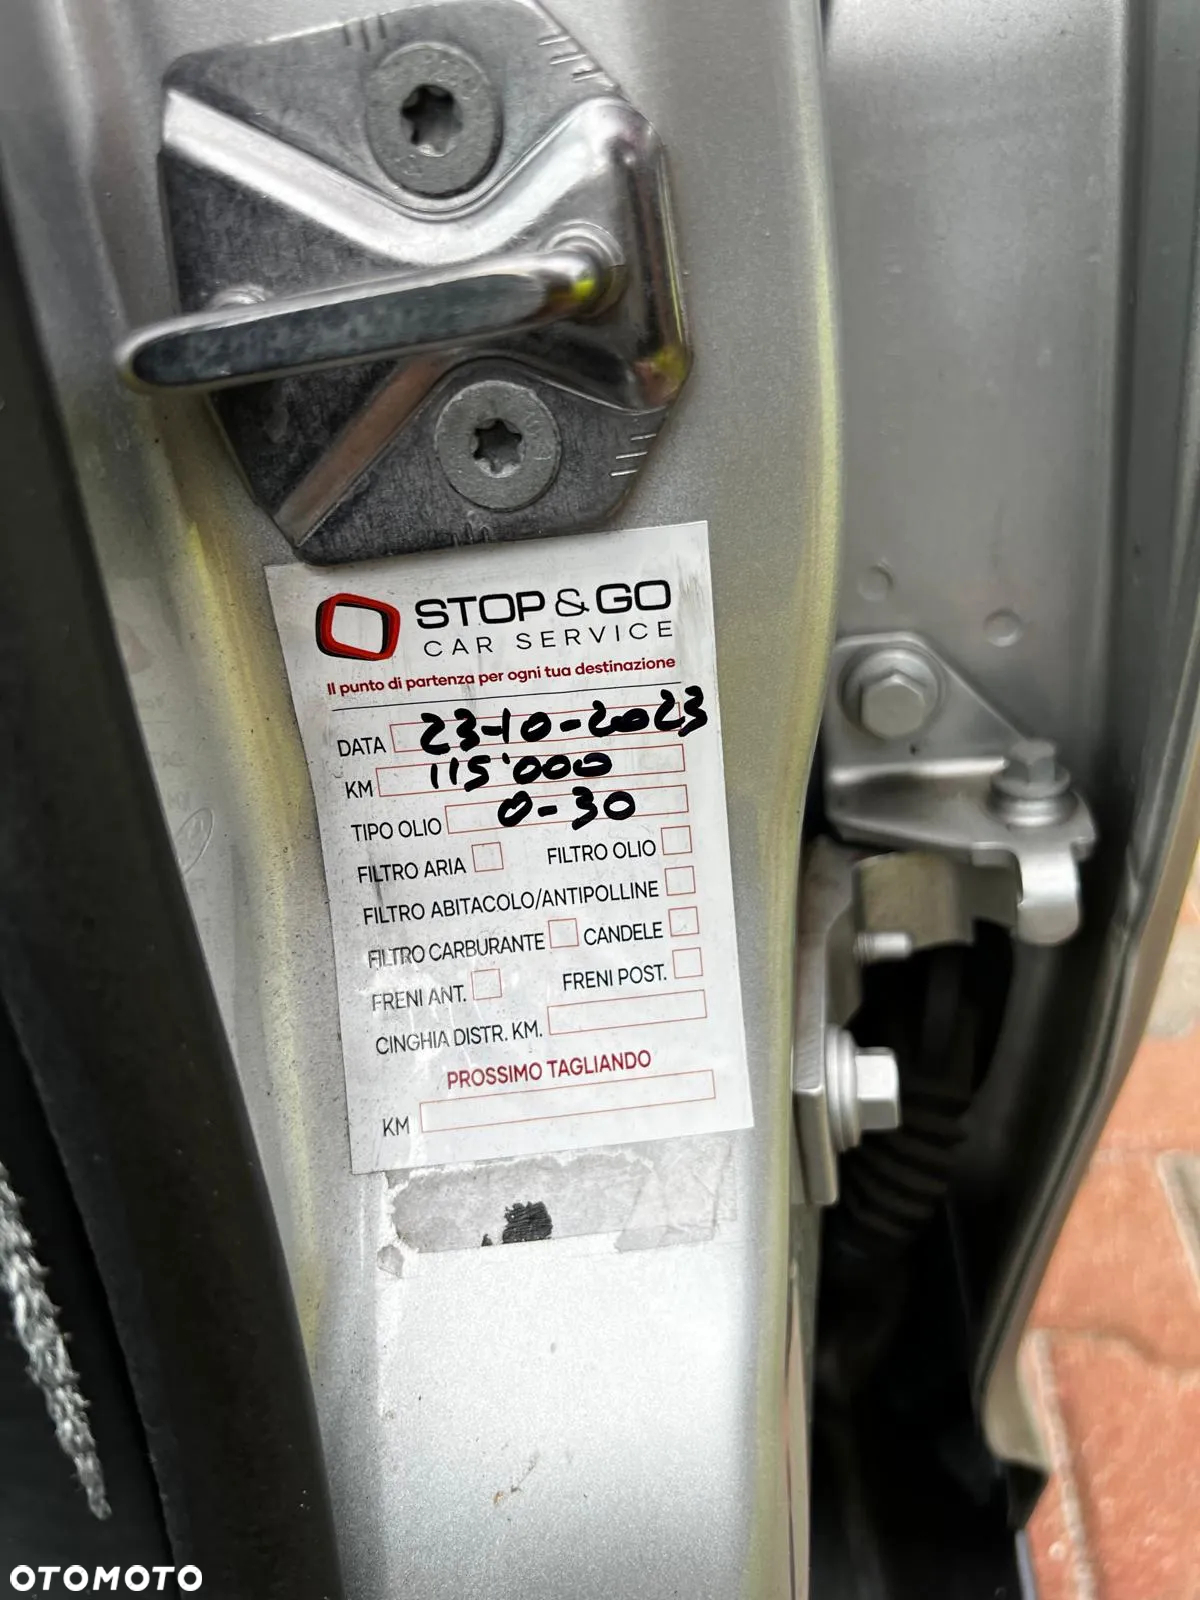 STOP & GO
CAR SERVICE
Il punto di partenza per ogni tua destinazione
DATA 23-10-2023
KM 115'000
TIPO OLIO 0-30
FILTRO ARIA FILTRO OLIO
FILTRO ABITACOLO/ANTIPOLLINE
FILTRO CARBURANTE CANDELE
FRENI ANT. FRENI POST.
CINGHIA DISTR. KM.
PROSSIMO TAGLIANDO
KM
OTOMOTO